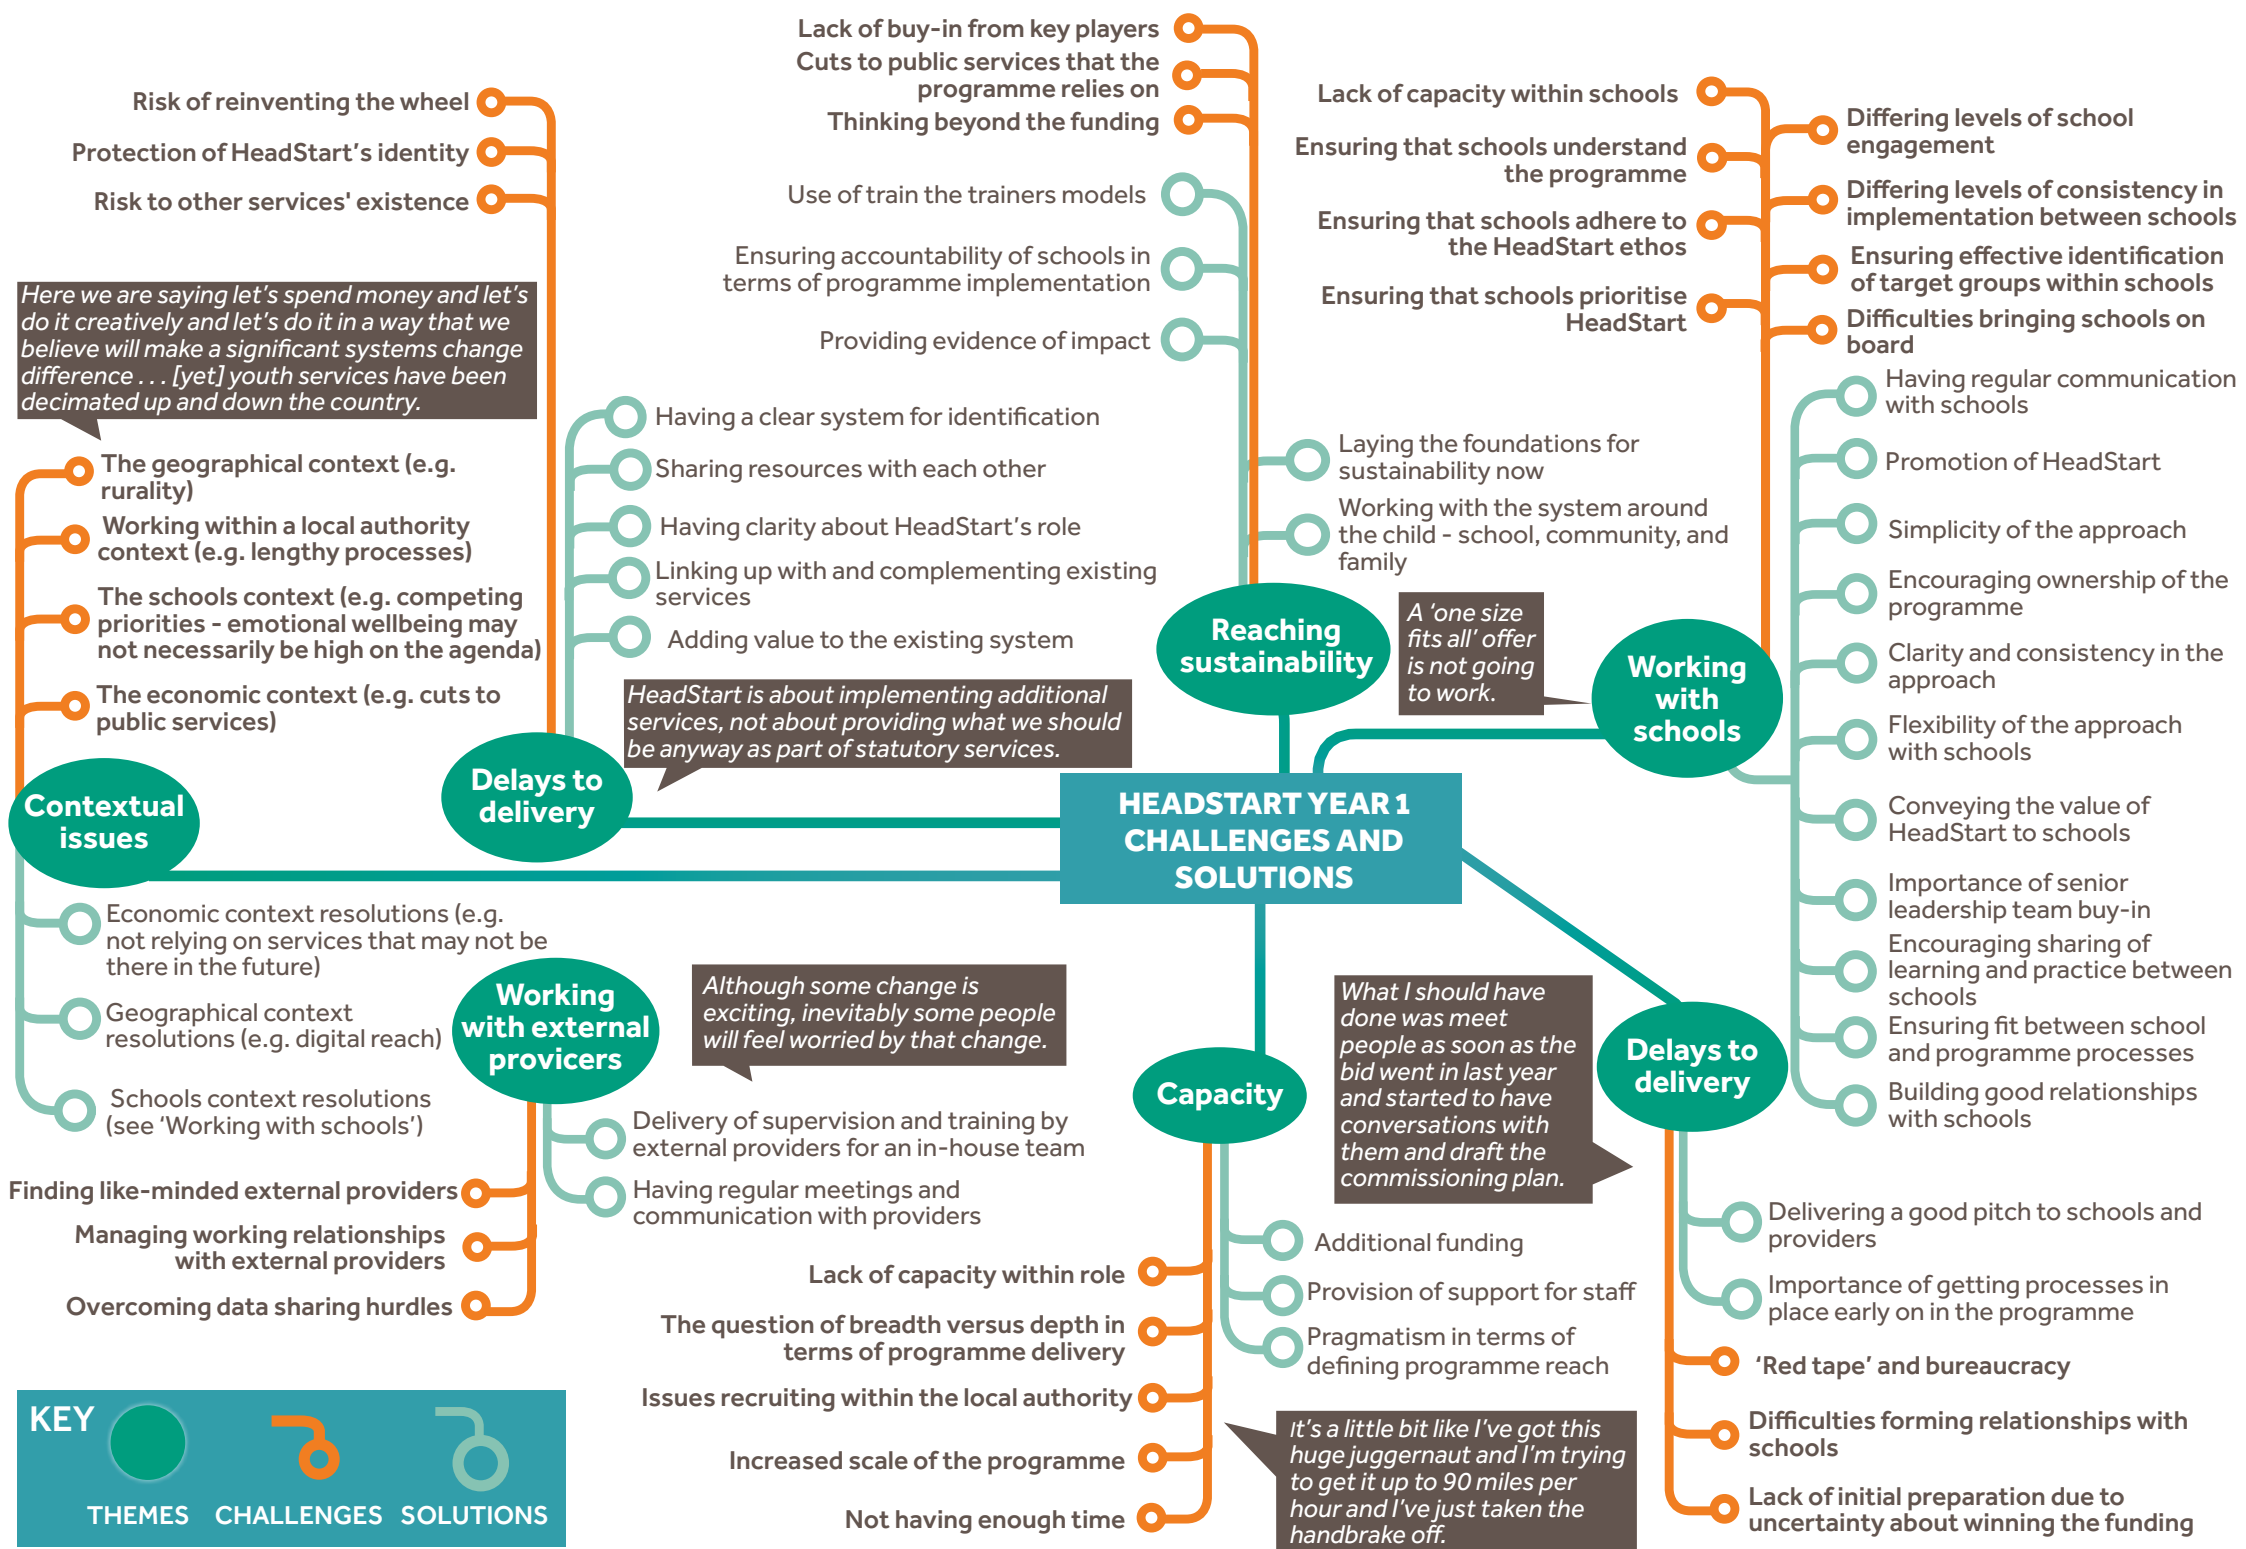 Lack of buy-in from key players
Cuts to public services that the
programme relies on
Thinking beyond the funding
Use of train the trainers models
Ensuring accountability of schools in
terms of programme implementation
Providing evidence of impact
Laying the foundations for
sustainability now
Working with the system around
the child - school, community, and
family
Reaching
sustainability
Risk of reinventing the wheel
Protection of HeadStart's identity
Risk to other services' existence
Having a clear system for identification
Sharing resources with each other
Having clarity about HeadStart's role
Linking up with and complementing existing
services
Adding value to the existing system
HeadStart is about implementing additional
services, not about providing what we should
be anyway as part of statutory services.
Delays to
delivery
Here we are saying let's spend money and let's
do it creatively and let's do it in a way that we
believe will make a significant systems change
difference . . . [yet] youth services have been
decimated up and down the country.
The geographical context (e.g.
rurality)
Working within a local authority
context (e.g. lengthy processes)
The schools context (e.g. competing
priorities - emotional wellbeing may
not necessarily be high on the agenda)
The economic context (e.g. cuts to
public services)
Contextual
issues
Economic context resolutions (e.g.
not relying on services that may not be
there in the future)
Geographical context
resolutions (e.g. digital reach)
Schools context resolutions
(see 'Working with schools')
Lack of capacity within schools
Ensuring that schools understand
the programme
Ensuring that schools adhere to
the HeadStart ethos
Ensuring that schools prioritise
HeadStart
Differing levels of school
engagement
Differing levels of consistency in
implementation between schools
Ensuring effective identification
of target groups within schools
Difficulties bringing schools on
board
Having regular communication
with schools
Promotion of HeadStart
Simplicity of the approach
Encouraging ownership of the
programme
Clarity and consistency in the
approach
Flexibility of the approach
with schools
Conveying the value of
HeadStart to schools
Importance of senior
leadership team buy-in
Encouraging sharing of
learning and practice between
schools
Ensuring fit between school
and programme processes
Building good relationships
with schools
A 'one size
fits all' offer
is not going
to work.
Working
with
schools
HEADSTART YEAR 1
CHALLENGES AND
SOLUTIONS
Working
with external
provicers
Although some change is
exciting, inevitably some people
will feel worried by that change.
Delivery of supervision and training by
external providers for an in-house team
Having regular meetings and
communication with providers
Finding like-minded external providers
Managing working relationships
with external providers
Overcoming data sharing hurdles
Capacity
Additional funding
Provision of support for staff
Pragmatism in terms of
defining programme reach
Lack of capacity within role
The question of breadth versus depth in
terms of programme delivery
Issues recruiting within the local authority
Increased scale of the programme
Not having enough time
It's a little bit like I've got this
huge juggernaut and I'm trying
to get it up to 90 miles per
hour and I've just taken the
handbrake off.
What I should have
done was meet
people as soon as the
bid went in last year
and started to have
conversations with
them and draft the
commissioning plan.
Delays to
delivery
Delivering a good pitch to schools and
providers
Importance of getting processes in
place early on in the programme
'Red tape' and bureaucracy
Difficulties forming relationships with
schools
Lack of initial preparation due to
uncertainty about winning the funding
KEY
THEMES CHALLENGES SOLUTIONS